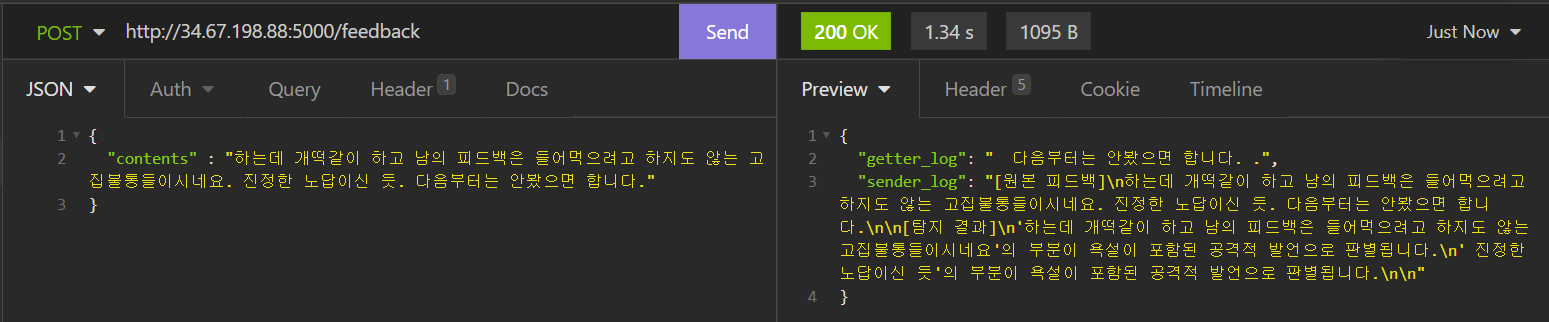 POST http://34.67.198.88:5000/feedback Send
JSON Auth Query Header 1 Docs
1 {
2 "contents" : "하는데 개떡같이 하고 남의 피드백은 들어먹으려고 하지도 않는 고
집불통들이시네요. 진정한 노답이신 듯. 다음부터는 안봤으면 합니다."
3 }
200 OK 1.34 s 1095 B Just Now
Preview Header 5 Cookie Timeline
1 {
2 "getter_log": "  다음부터는 안봤으면 합니다. .",
3 "sender_log": "[원본 피드백]\n하는데 개떡같이 하고 남의 피드백은 들어먹으려고
하지도 않는 고집불통들이시네요. 진정한 노답이신 듯. 다음부터는 안봤으면 합니
다.\n\n[탐지 결과]\n'하는데 개떡같이 하고 남의 피드백은 들어먹으려고 하지도 않는
고집불통들이시네요'의 부분이 욕설이 포함된 공격적 발언으로 판별됩니다.\n' 진정한
노답이신 듯'의 부분이 욕설이 포함된 공격적 발언으로 판별됩니다.\n\n"
4 }